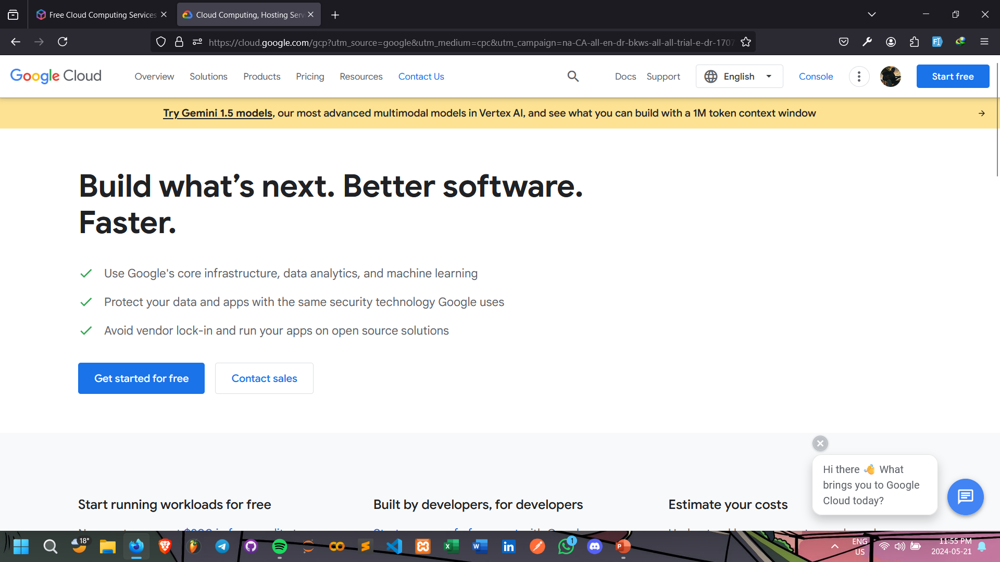 Free Cloud Computing Services
Cloud Computing, Hosting Serv
https://cloud.google.com/gcp?utm_source=google&utm_medium=cpc&utm_campaign=na-CA-all-en-dr-bkws-all-all-trial-e-dr-1707
Google Cloud
Overview
Solutions
Products
Pricing
Resources
Contact Us
Docs
Support
English
Console
Start free
Try Gemini 1.5 models, our most advanced multimodal models in Vertex AI, and see what you can build with a 1M token context window
Build what’s next. Better software.
Faster.
Use Google's core infrastructure, data analytics, and machine learning
Protect your data and apps with the same security technology Google uses
Avoid vendor lock-in and run your apps on open source solutions
Get started for free
Contact sales
Hi there 👋 What
brings you to Google
Cloud today?
Start running workloads for free
Built by developers, for developers
Estimate your costs
18°
1
ENG
US
11:55 PM
2024-05-21